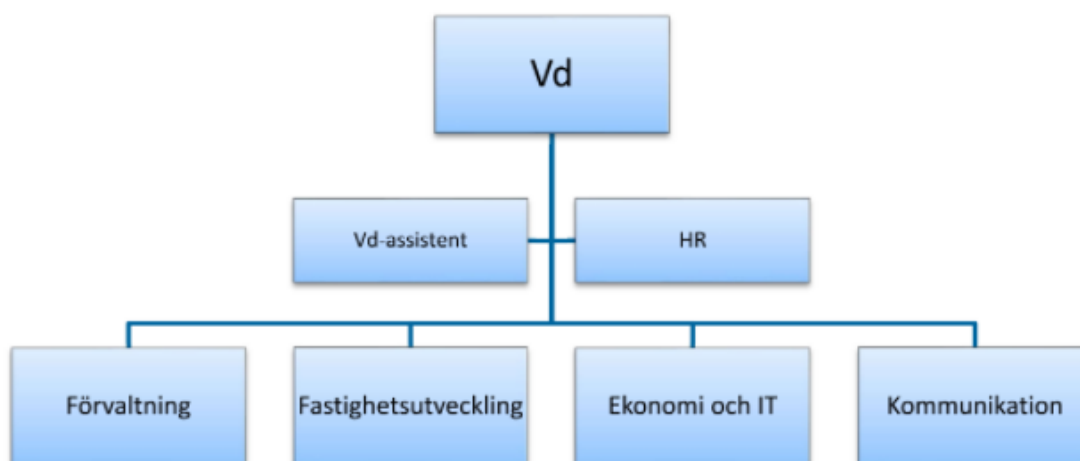 Vd
Vd-assistent
HR
Förvaltning
Fastighetsutveckling
Ekonomi och IT
Kommunikation